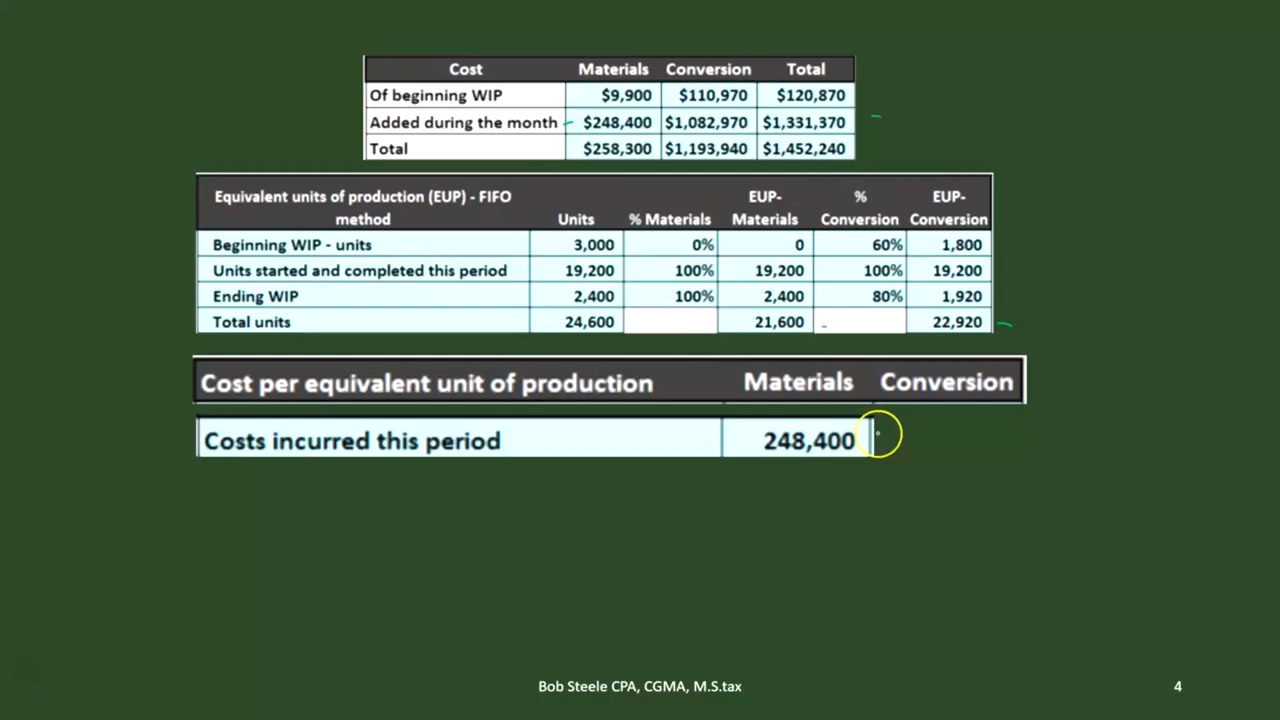 Cost Materials Conversion Total
Of beginning WIP $9,900 $110,970 $120,870
Added during the month $248,400 $1,082,970 $1,331,370
Total $258,300 $1,193,940 $1,452,240
Equivalent units of production (EUP) - FIFO method Units % Materials EUP-Materials % Conversion EUP-Conversion
Beginning WIP - units 3,000 0% 0 60% 1,800
Units started and completed this period 19,200 100% 19,200 100% 19,200
Ending WIP 2,400 100% 2,400 80% 1,920
Total units 24,600 21,600 22,920
Cost per equivalent unit of production Materials Conversion
Costs incurred this period 248,400
Bob Steele CPA, CGMA, M.S.tax 4